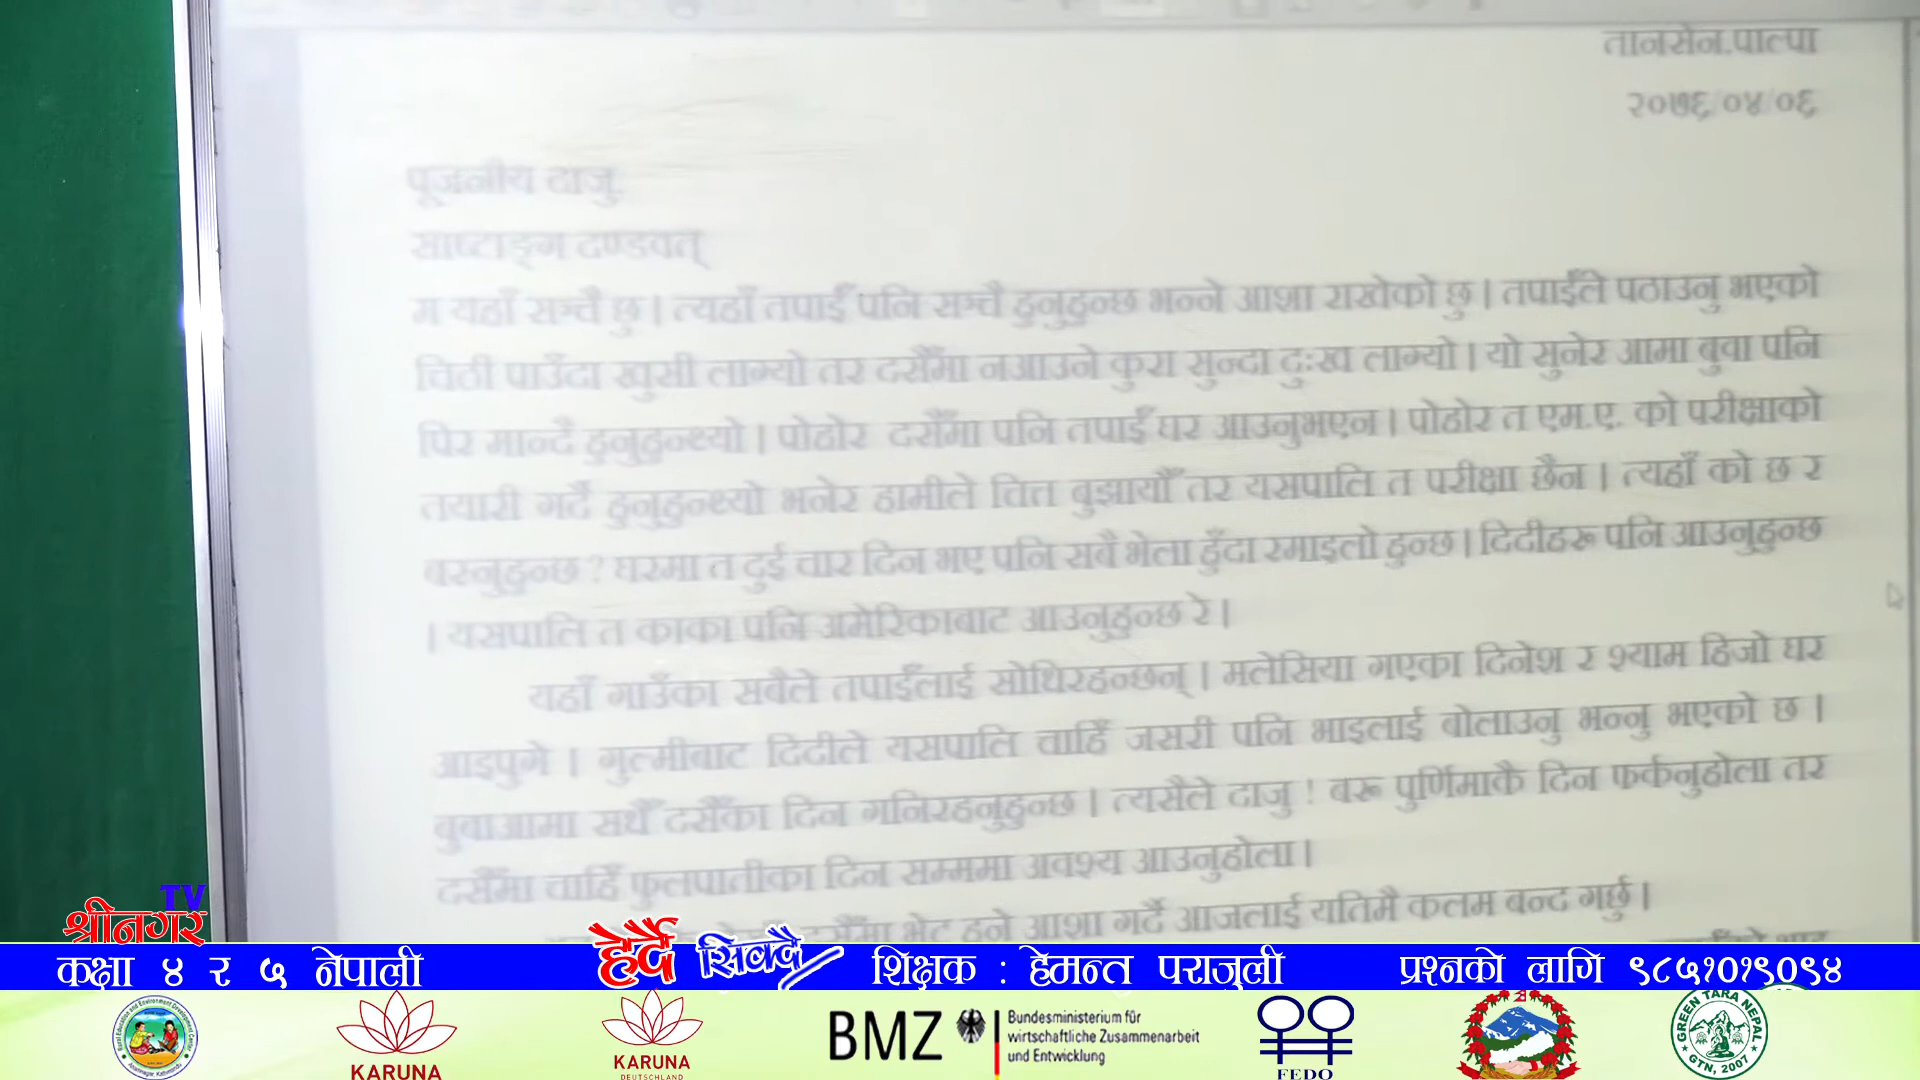 तानसेन,पाल्पा
२०७६/०४/०६
पूजनीय दाजु,
साष्टाङ्ग दण्डवत्
म यहाँ सञ्चै छु । त्यहाँ तपाईँ पनि सञ्चै हुनुहुन्छ भन्ने आशा राखेको छु । तपाईँले पठाउनु भएको
चिठी पाउँदा खुसी लाग्यो तर दसैँमा नआउने कुरा सुन्दा दुःख लाग्यो । यो सुनेर आमा बुवा पनि
पिर मान्दै हुनुहुन्थ्यो । पोहोर दसैँमा पनि तपाईँ घर आउनुभएन । पोहोर त एम.ए. को परीक्षाको
तयारी गर्दै हुनुहुन्थ्यो भनेर हामीले चित्त बुझायौँ तर यसपालि त परीक्षा छैन । त्यहाँ को छ र
बस्नुहुन्छ ? घरमा त दुई चार दिन भए पनि सबै भेला हुँदा रमाइलो हुन्छ । दिदीहरू पनि आउनुहुन्छ
। यसपालि त काका पनि अमेरिकाबाट आउनुहुन्छ रे ।
यहाँ गाउँका सबैले तपाईँलाई सोधिरहन्छन् । मलेसिया गएका दिनेश र श्याम हिजो घर
आइपुगे । गुल्मीबाट दिदीले यसपालि चाहिँ जसरी पनि भाइलाई बोलाउनु भन्नु भएको छ ।
बुबाआमा सधैँ दसैँका दिन गनिरहनुहुन्छ । त्यसैले दाजु ! बरू पुर्णिमाकै दिन फर्कनुहोला तर
दसैँमा चाहिँ फुलपातीका दिन सम्ममा अवश्य आउनुहोला ।
दसैँमा भेट हुने आशा गर्दै आजलाई यतिमै कलम बन्द गर्छु ।
श्रीनगर TV
कक्षा ४ र ५ नेपाली
हेर्दै सिक्दै
शिक्षक : हेमन्त पराजुली
प्रश्नको लागि ९८५१०१९०९४
KARUNA
KARUNA
DEUTSCHLAND
BMZ
Bundesministerium für
wirtschaftliche Zusammenarbeit
und Entwicklung
FEDO
GREEN TARA NEPAL
GTN, 2007